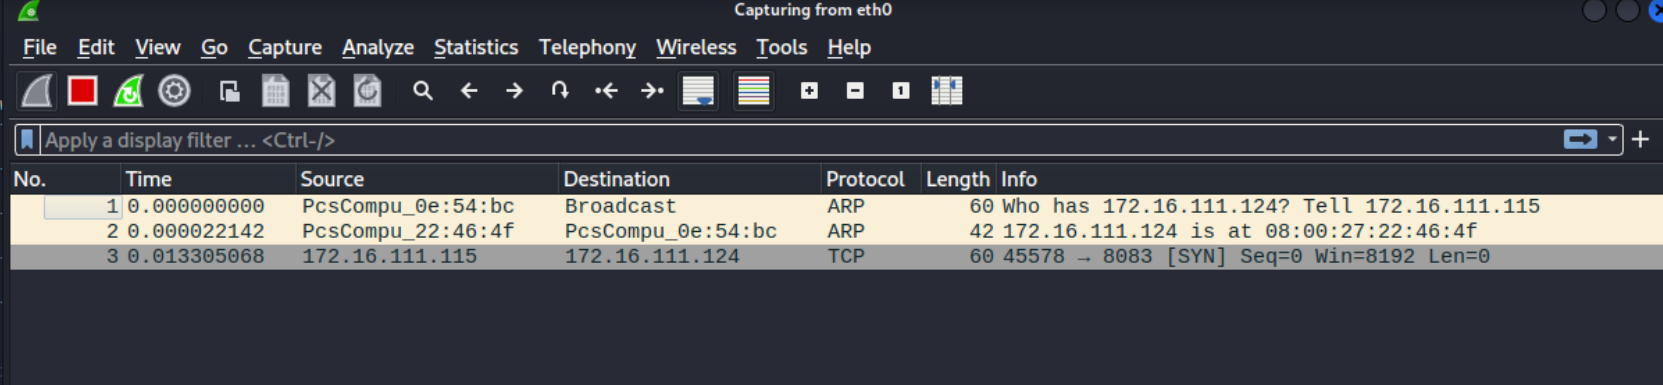 Capturing from eth0
File Edit View Go Capture Analyze Statistics Telephony Wireless Tools Help
Apply a display filter … <Ctrl-/>
No. Time Source Destination Protocol Length Info
1 0.000000000 PcsCompu_0e:54:bc Broadcast ARP 60 Who has 172.16.111.124? Tell 172.16.111.115
2 0.000022142 PcsCompu_22:46:4f PcsCompu_0e:54:bc ARP 42 172.16.111.124 is at 08:00:27:22:46:4f
3 0.013305068 172.16.111.115 172.16.111.124 TCP 60 45578 → 8083 [SYN] Seq=0 Win=8192 Len=0